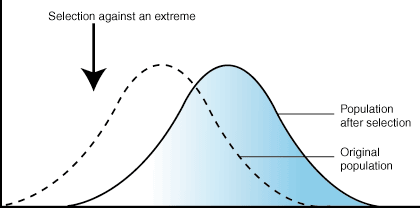 Selection against an extreme
Population
after selection
Original
population